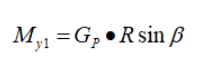 M_{y1} = G_P • R sin β